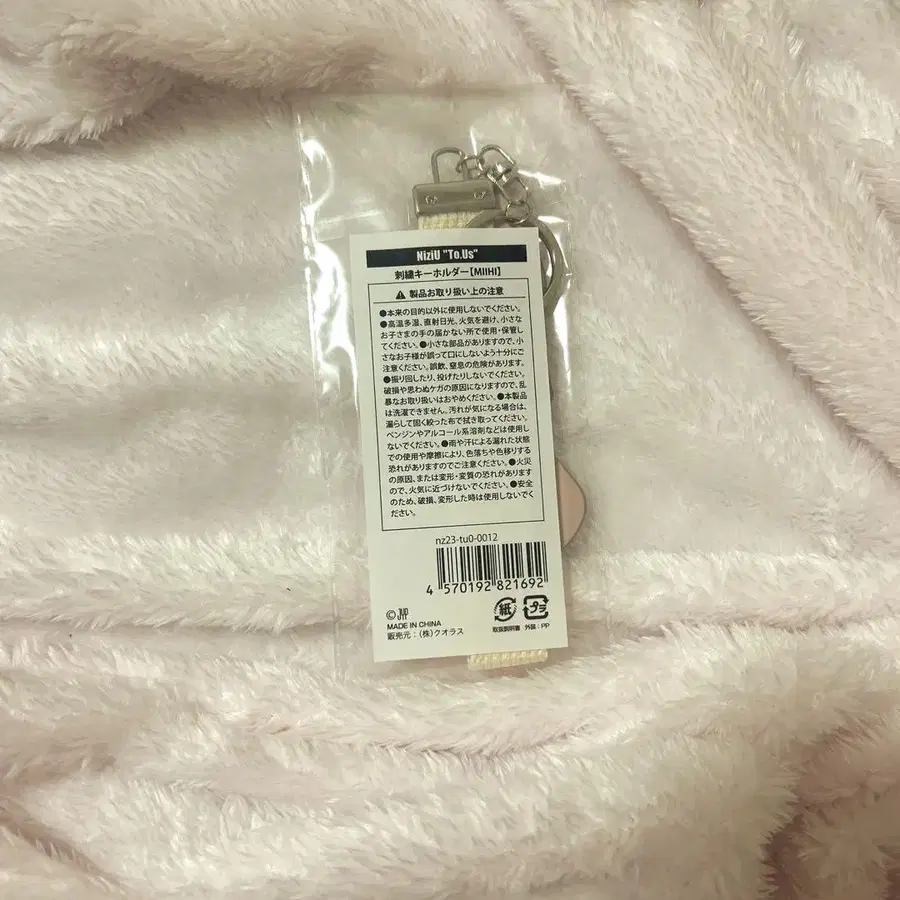 NiziU "To.Us"
刺繍キーホルダー【MIIHI】
⚠ 製品お取り扱い上の注意
●本来の目的以外に使用しないでください。
●高温多湿、直射日光、火気を避け、小さな
お子さまの手の届かない所で使用・保管し
てください。●小さな部品がありますので、小
さなお子様が誤って口にしないよう十分にご
注意ください。誤飲、窒息の危険があります。
●振り回したり、投げたりしないでください。
破損や思わぬケガの原因になりますので、乱
暴なお取り扱いはおやめください。●本製品
は洗濯できません。汚れが気になる場合は、
濡らして固く絞った布で拭き取ってください。
ベンジンやアルコール系溶剤などは使用し
ないでください。●雨や汗による濡れた状態
での使用や摩擦により、色落ちや色移りする
恐れがありますのでご注意ください。●火災
の原因、または変形・変質の恐れがあります
ので、火気に近づけないでください。●安全
のため、破損、変形した時は使用しないでく
ださい。
nz23-tu0-0012
4 570192 821692
© JYP
MADE IN CHINA
販売元：(株)クオラス
紙
取扱説明書
プラ
外装：PP